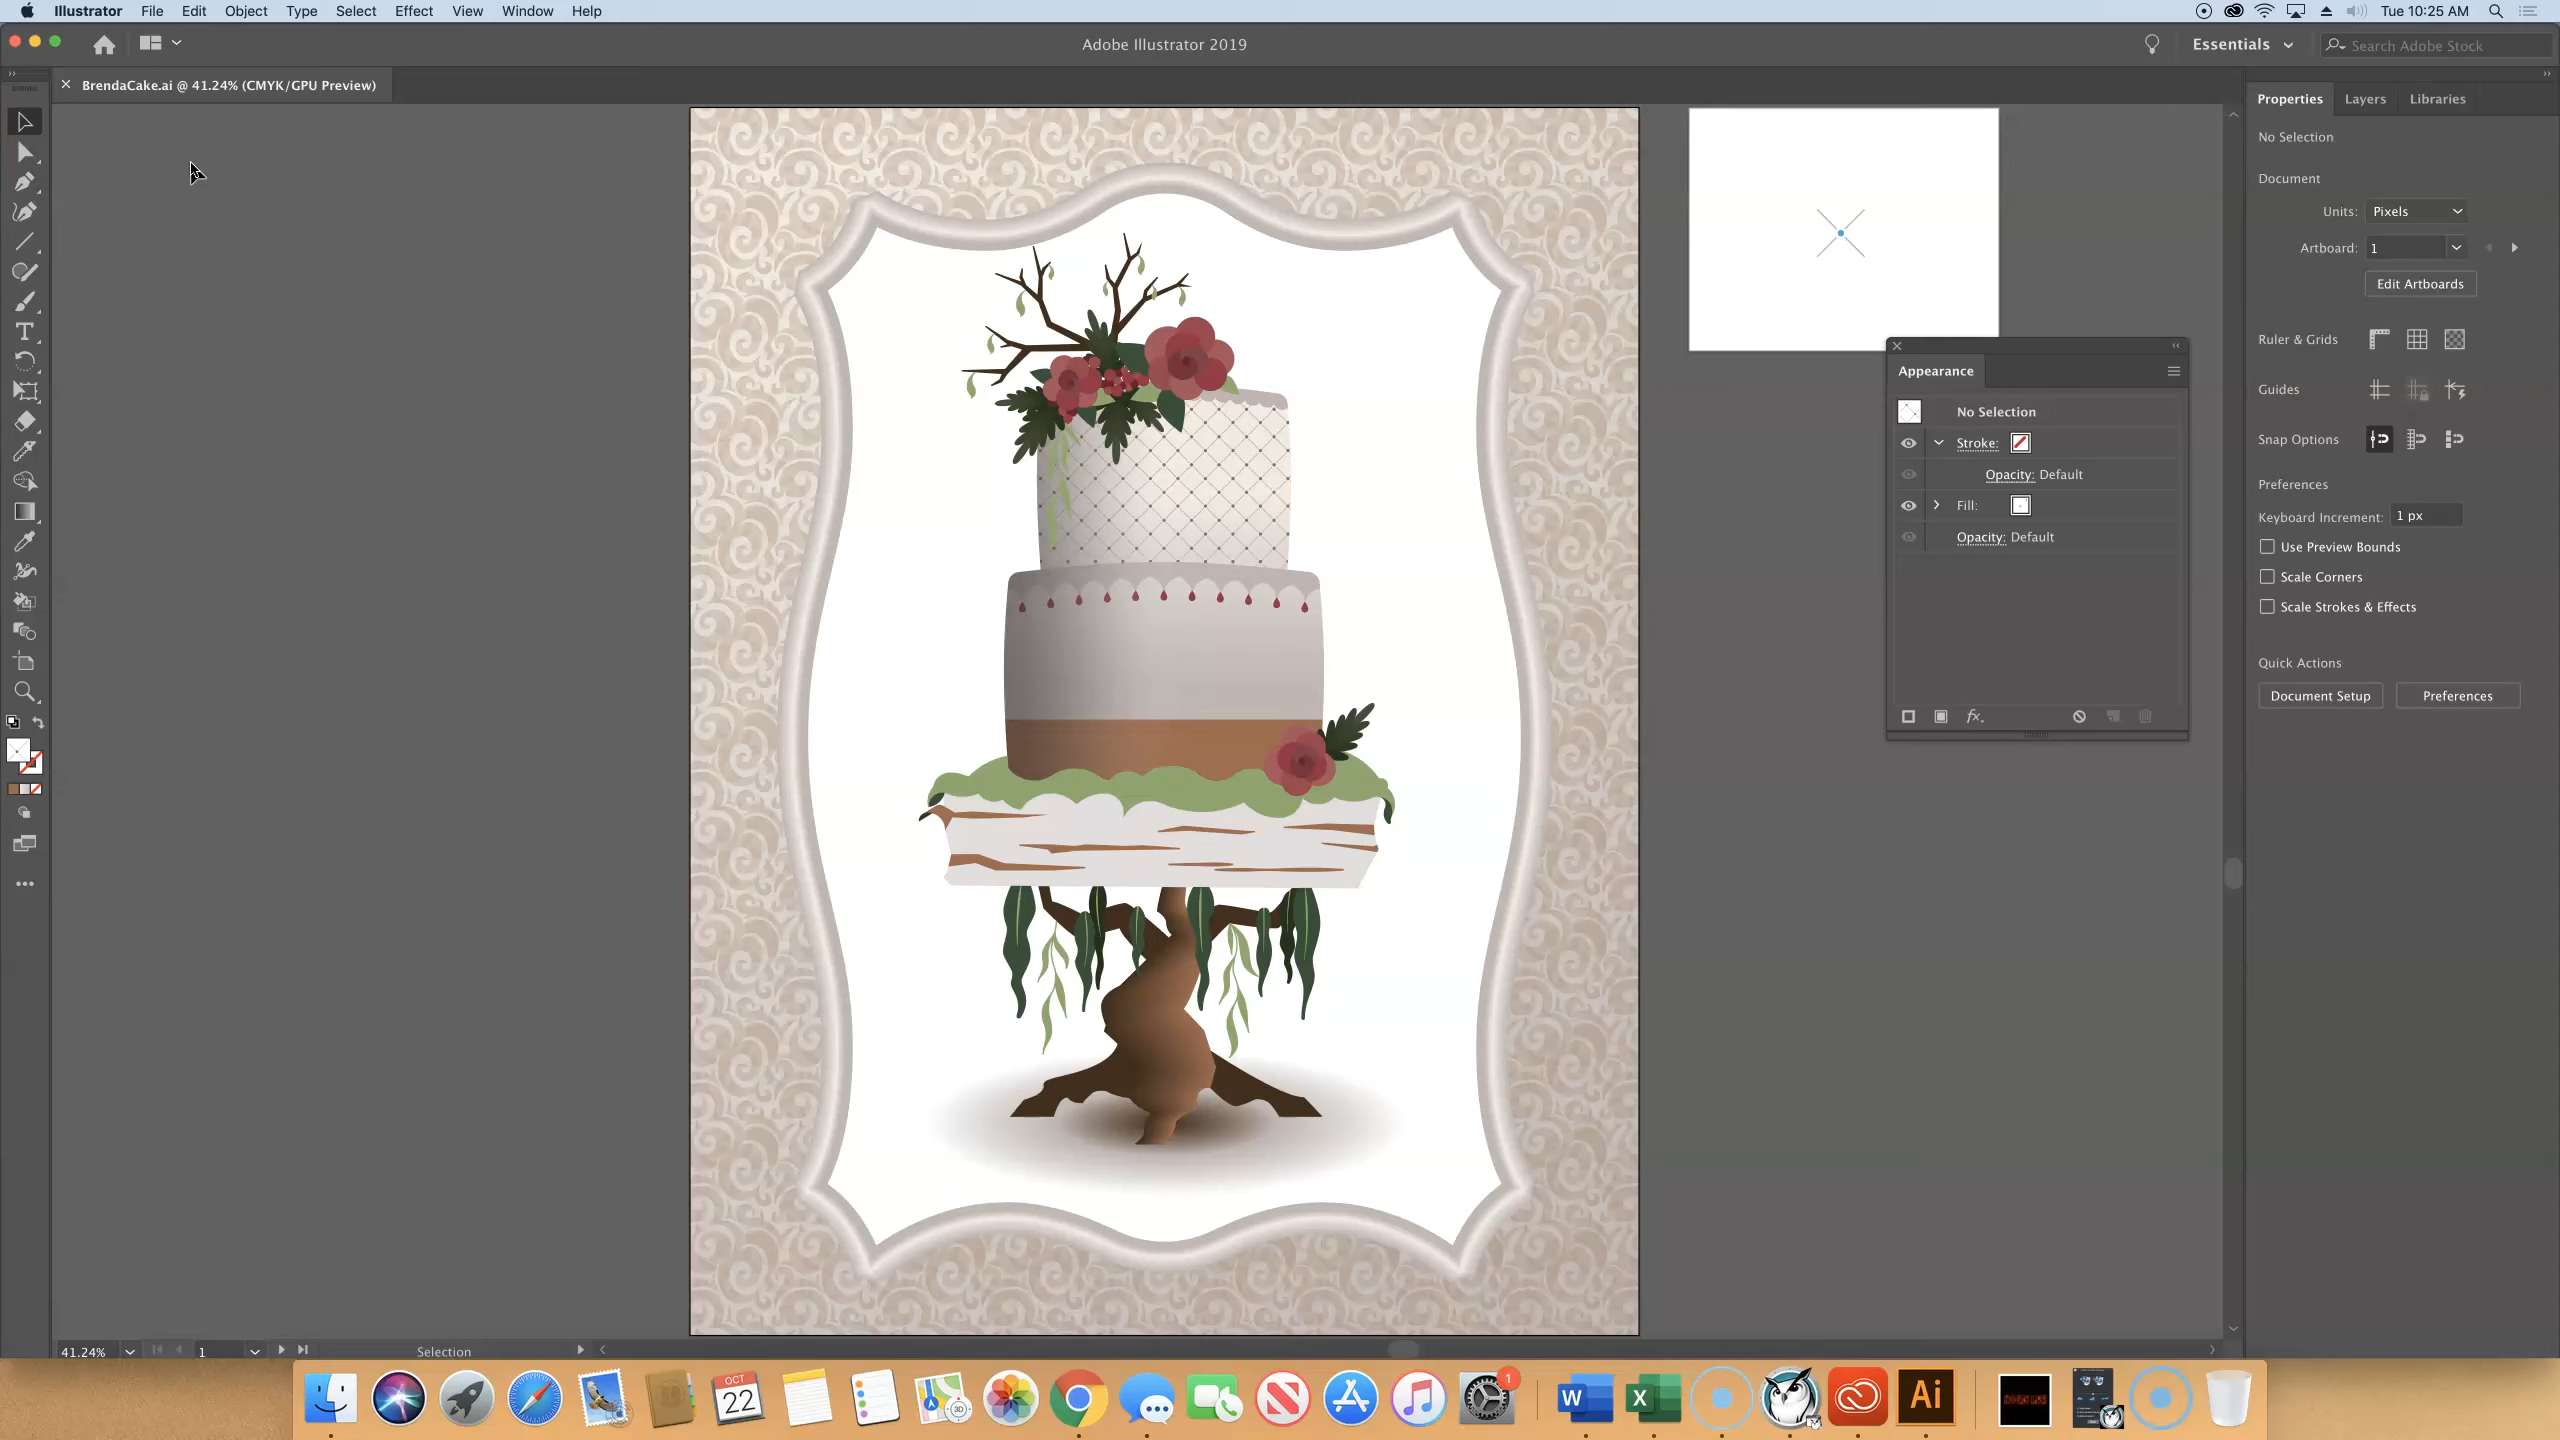 Illustrator File Edit Object Type Select Effect View Window Help Tue 10:25 AM
Adobe Illustrator 2019 Essentials Search Adobe Stock
BrendaCake.ai @ 41.24% (CMYK/GPU Preview)
Properties Layers Libraries
No Selection
Document
Units: Pixels
Artboard: 1
Edit Artboards
Ruler & Grids
Guides
Snap Options
Preferences
Keyboard Increment: 1 px
Use Preview Bounds
Scale Corners
Scale Strokes & Effects
Quick Actions
Document Setup Preferences
Appearance
No Selection
Stroke:
Opacity: Default
Fill:
Opacity: Default
fx.
41.24% 1 Selection
OCT
22
3D
1
W
X
Ai